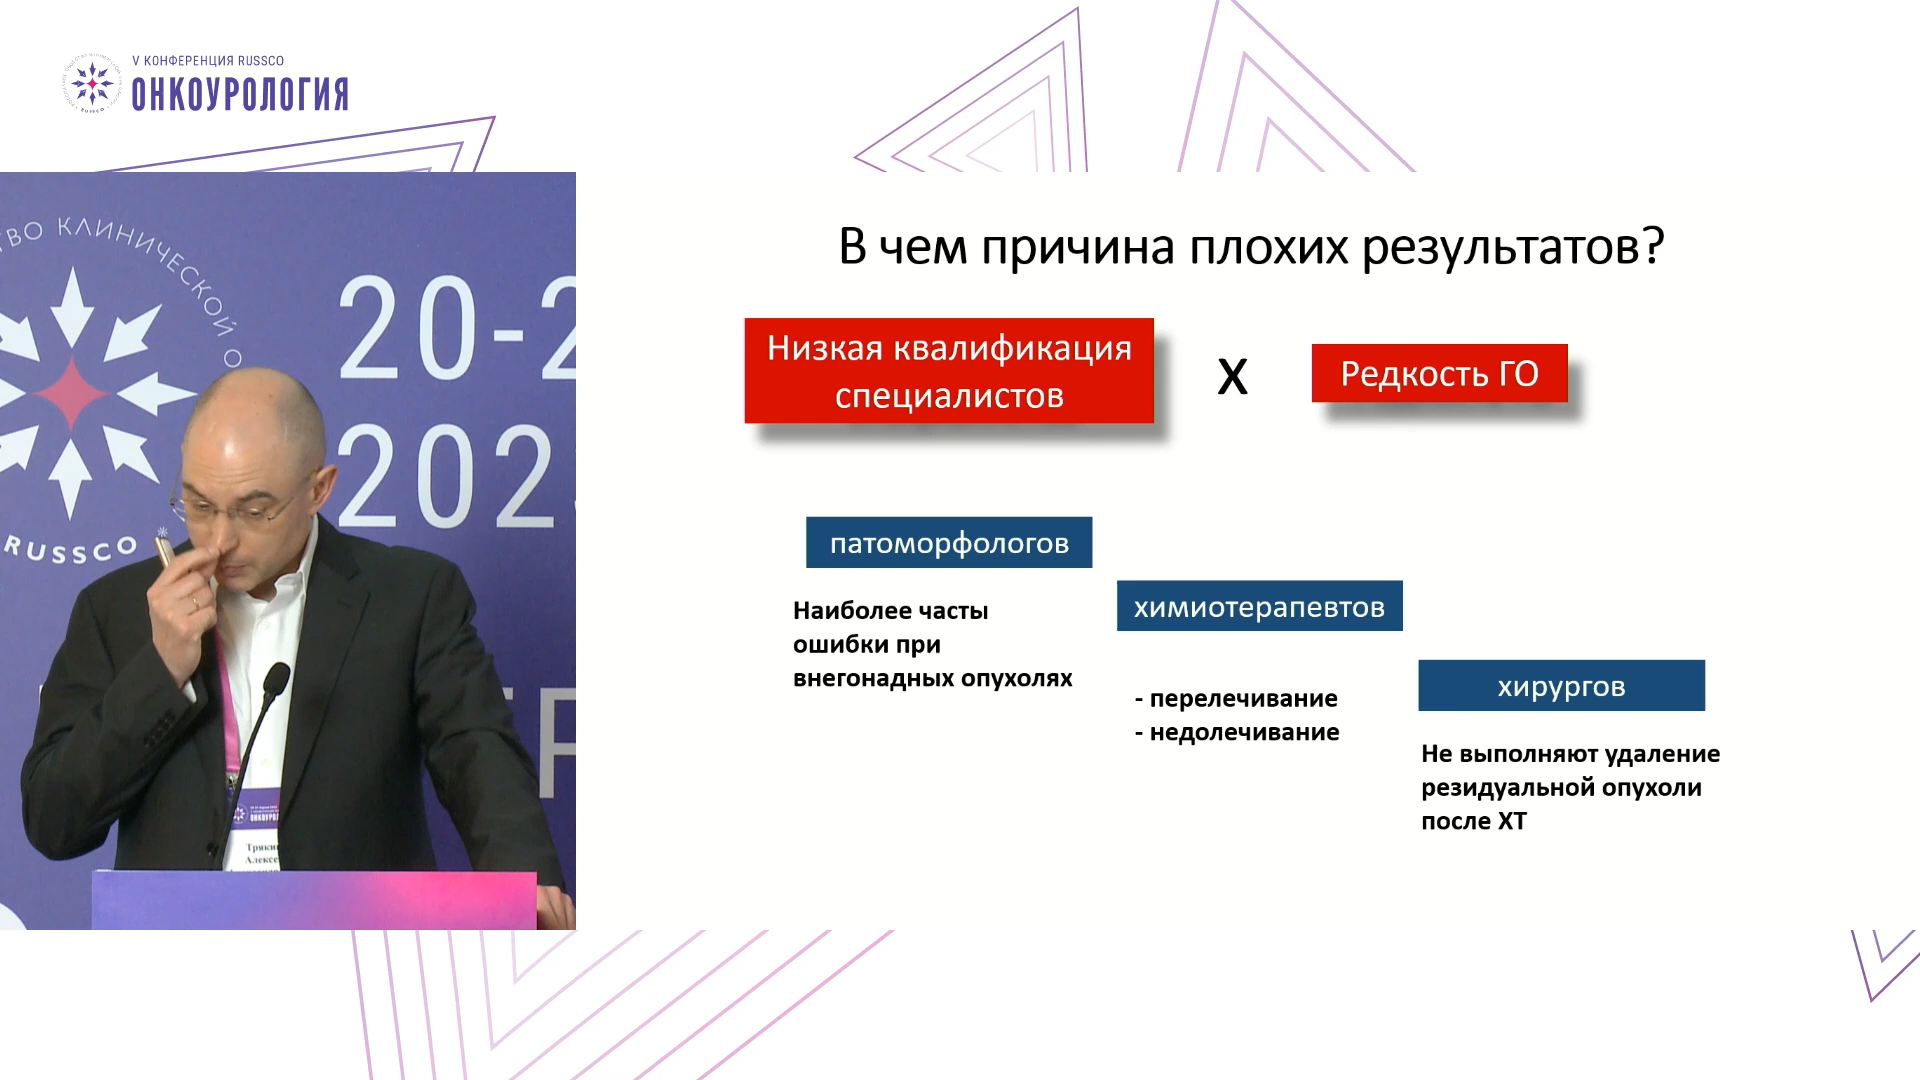 V КОНФЕРЕНЦИЯ RUSSCO
ОНКОУРОЛОГИЯ
КЛИНИЧЕСКОЙ
RUSSCO
20-2
202
В чем причина плохих результатов?
Низкая квалификация
специалистов
X
Редкость ГО
патоморфологов
Наиболее часты
ошибки при
внегонадных опухолях
химиотерапевтов
- перелечивание
- недолечивание
хирургов
Не выполняют удаление
резидуальной опухоли
после ХТ